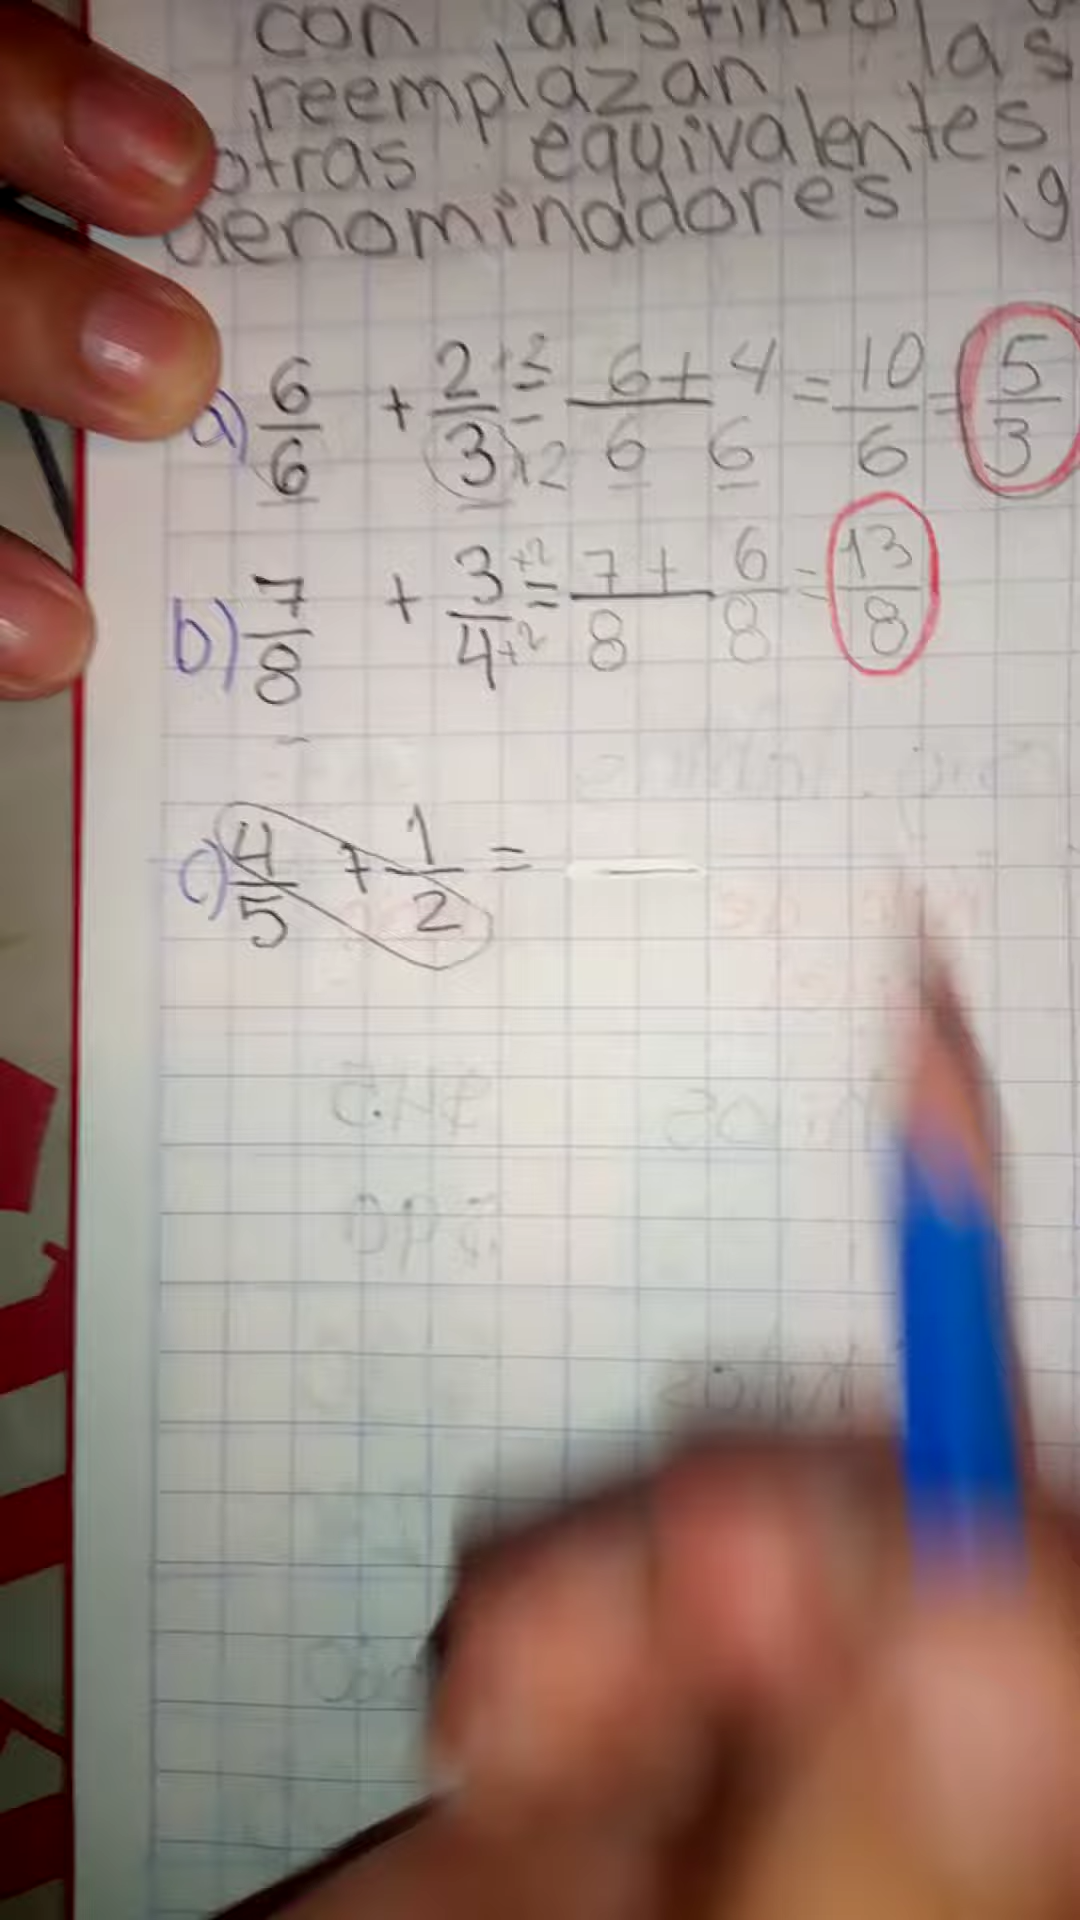 con distinto
reemplazan las
otras equivalentes
denominadores ig
a) 6/6 + 2/3 = 6+4/6 6 = 10/6 = 5/3
b) 7/8 + 3/4 = 7+6/8 8 = 13/8
c) 4/5 + 1/2 =